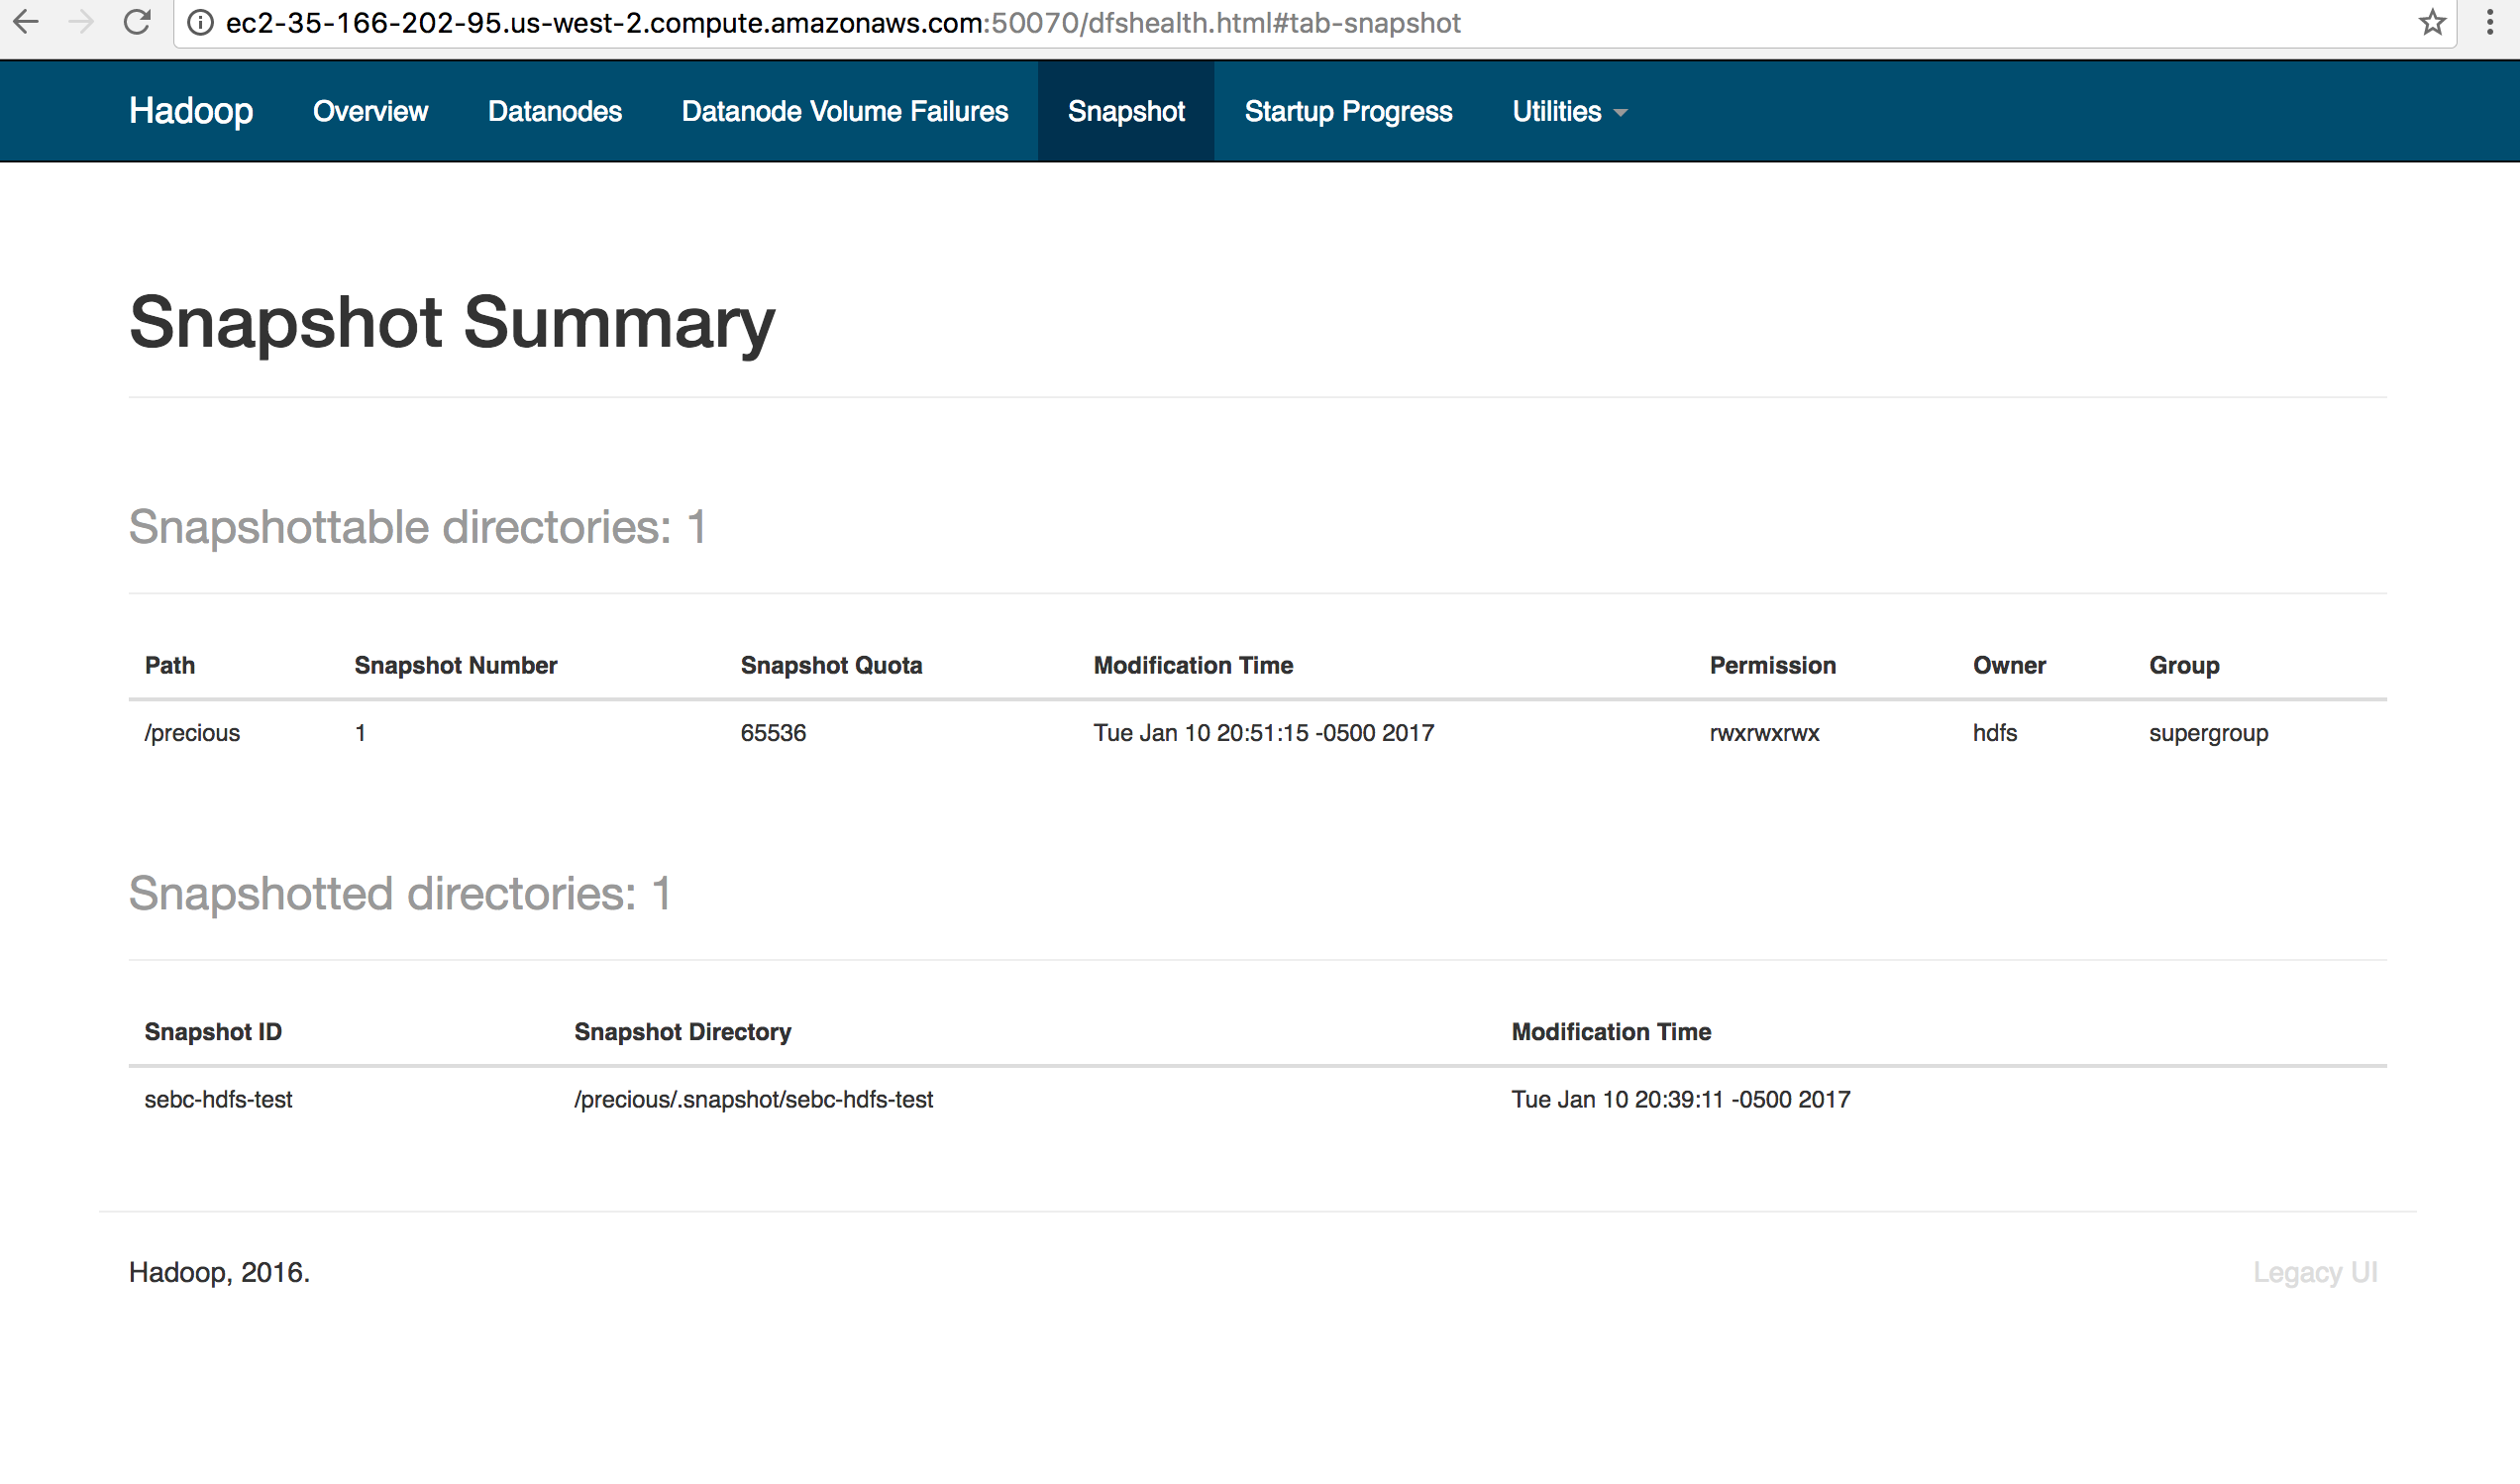 ec2-35-166-202-95.us-west-2.compute.amazonaws.com:50070/dfshealth.html#tab-snapshot
Hadoop Overview Datanodes Datanode Volume Failures Snapshot Startup Progress Utilities
Snapshot Summary
Snapshottable directories: 1
Path Snapshot Number Snapshot Quota Modification Time Permission Owner Group
/precious 1 65536 Tue Jan 10 20:51:15 -0500 2017 rwxrwxrwx hdfs supergroup
Snapshotted directories: 1
Snapshot ID Snapshot Directory Modification Time
sebc-hdfs-test /precious/.snapshot/sebc-hdfs-test Tue Jan 10 20:39:11 -0500 2017
Hadoop, 2016. Legacy UI